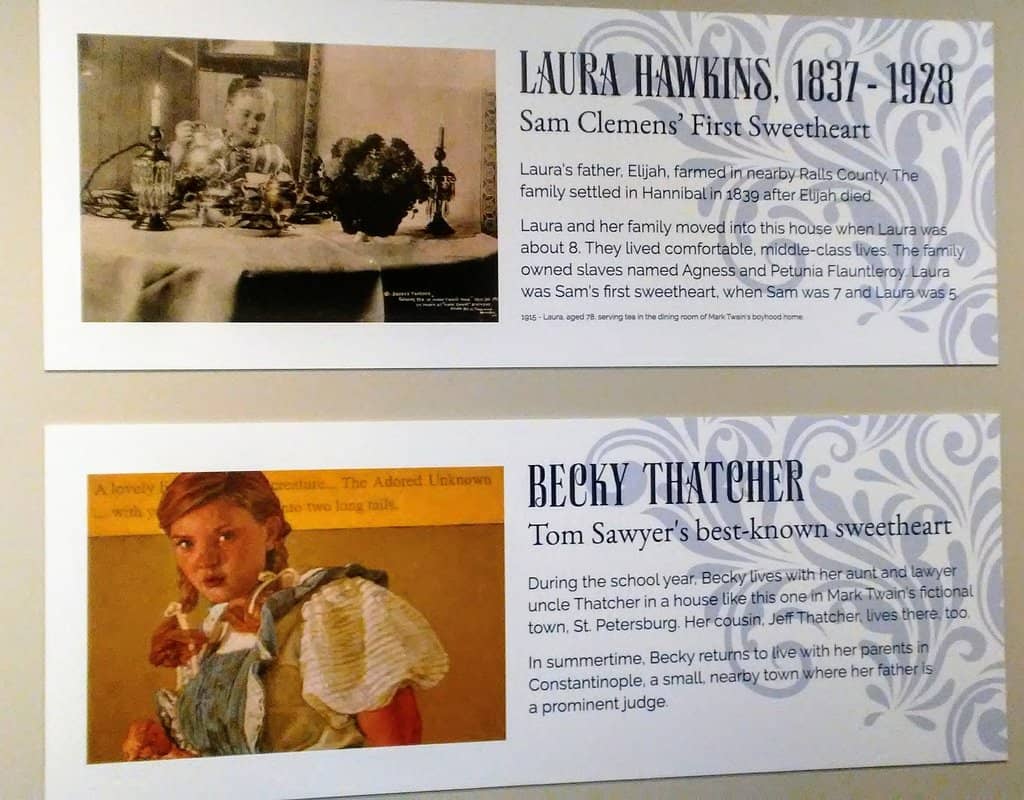 LAURA HAWKINS, 1837-1928
Sam Clemens' First Sweetheart
Laura's father, Elijah, farmed in nearby Ralls County. The
family settled in Hannibal in 1839 after Elijah died.
Laura and her family moved into this house when Laura was
about 8. They lived comfortable, middle-class lives. The family
owned slaves named Agness and Petunia Flauntleroy. Laura
was Sam's first sweetheart, when Sam was 7 and Laura was 5.
1915 - Laura, aged 78, serving tea in the dining room of Mark Twain's boyhood home.
A lovely creature... The Adored Unknown
... with into two long tails.
BECKY THATCHER
Tom Sawyer's best-known sweetheart
During the school year, Becky lives with her aunt and lawyer
uncle Thatcher in a house like this one in Mark Twain's fictional
town, St. Petersburg. Her cousin, Jeff Thatcher, lives there, too.
In summertime, Becky returns to live with her parents in
Constantinople, a small, nearby town where her father is
a prominent judge.